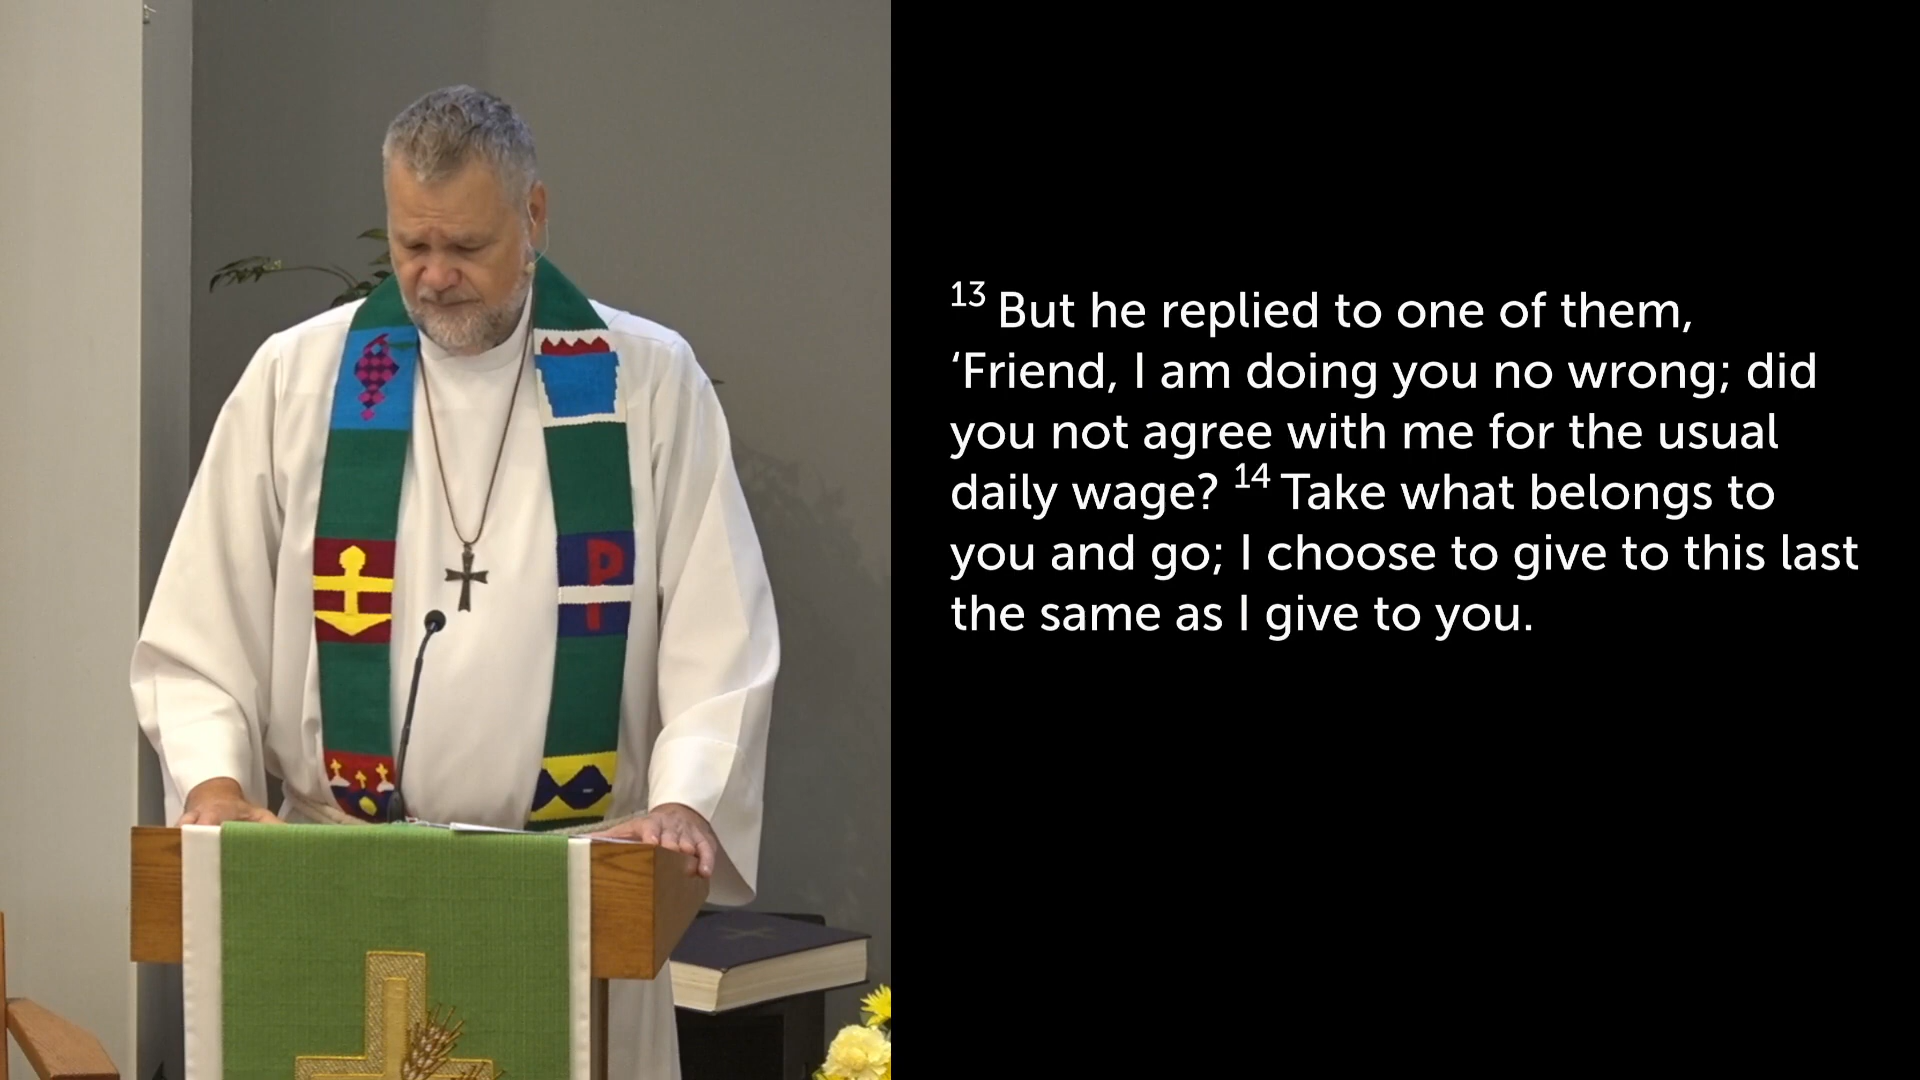 13 But he replied to one of them,
‘Friend, I am doing you no wrong; did
you not agree with me for the usual
daily wage? 14 Take what belongs to
you and go; I choose to give to this last
the same as I give to you.